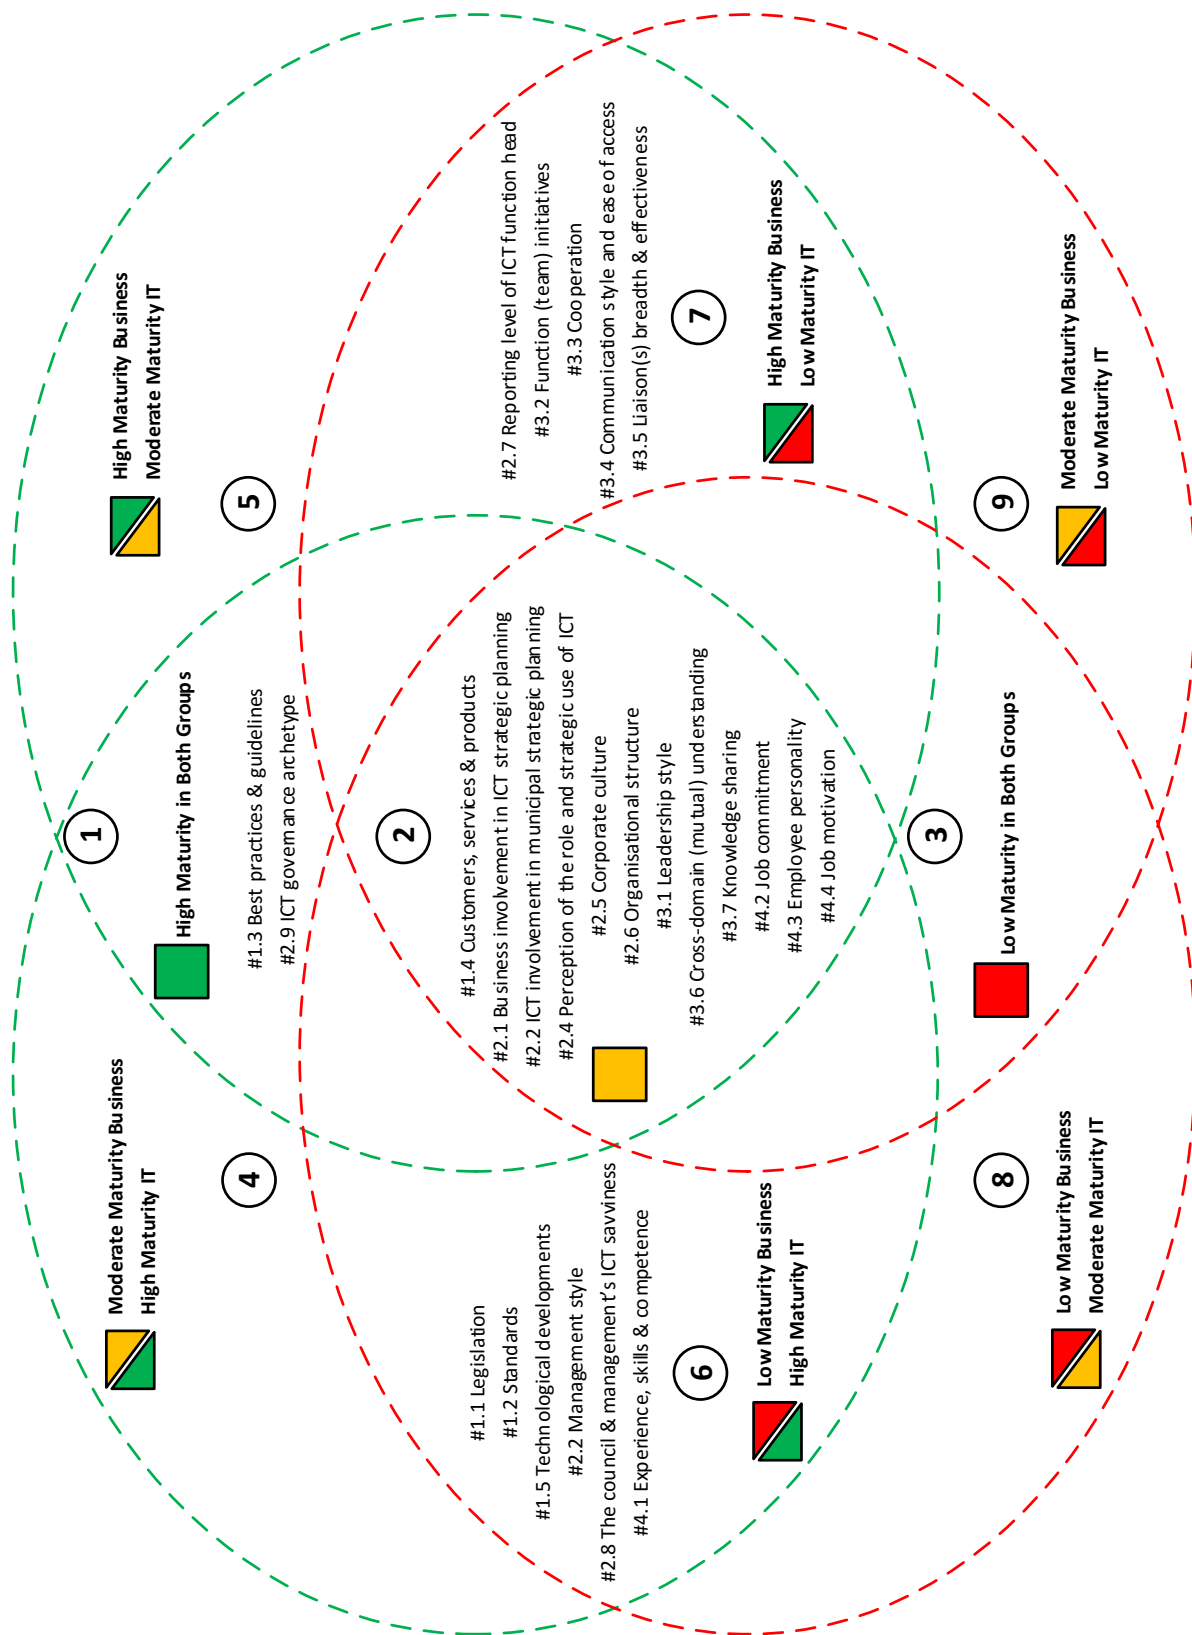 Moderate Maturity Business
High Maturity IT
4
1
High Maturity in Both Groups
#1.3 Best practices & guidelines
#2.9 ICT governance archetype
High Maturity Business
Moderate Maturity IT
5
#1.1 Legislation
#1.2 Standards
#1.5 Technological developments
#2.2 Management style
#2.8 The council & management's ICT savviness
#4.1 Experience, skills & competence
6
Low Maturity Business
High Maturity IT
2
#1.4 Customers, services & products
#2.1 Business involvement in ICT strategic planning
#2.2 ICT involvement in municipal strategic planning
#2.4 Perception of the role and strategic use of ICT
#2.5 Corporate culture
#2.6 Organisational structure
#3.1 Leadership style
#3.6 Cross-domain (mutual) understanding
#3.7 Knowledge sharing
#4.2 Job commitment
#4.3 Employee personality
#4.4 Job motivation
#2.7 Reporting level of ICT function head
#3.2 Function (team) initiatives
#3.3 Cooperation
#3.4 Communication style and ease of access
#3.5 Liaison(s) breadth & effectiveness
7
High Maturity Business
Low Maturity IT
8
Low Maturity Business
Moderate Maturity IT
3
Low Maturity in Both Groups
9
Moderate Maturity Business
Low Maturity IT